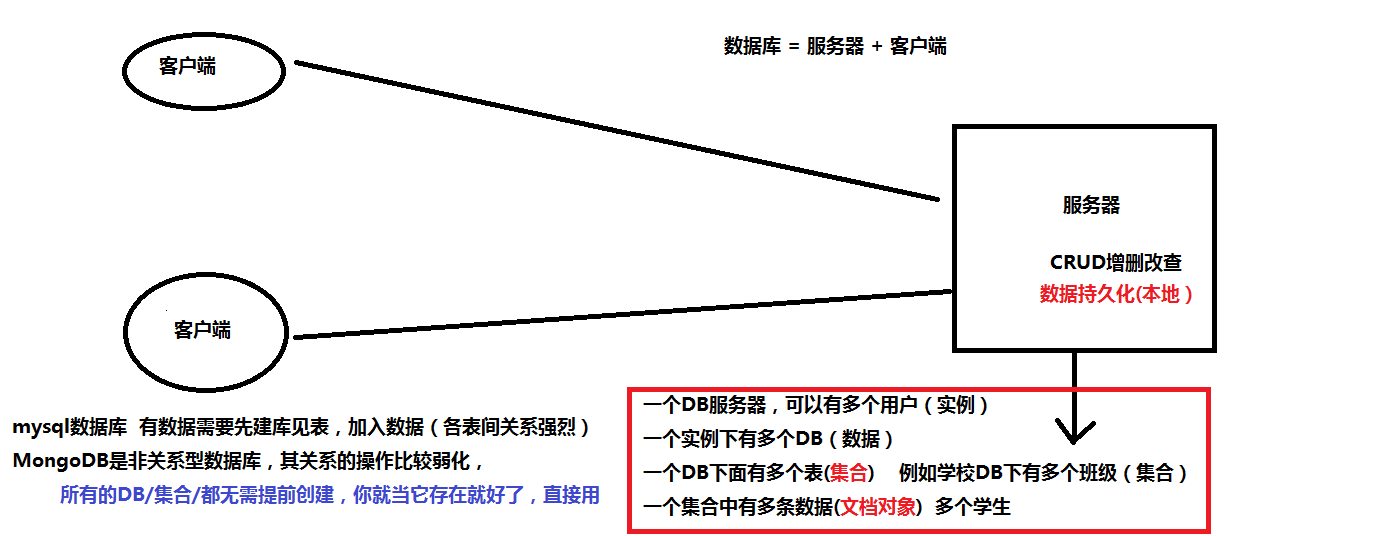 数据库 = 服务器 + 客户端
客户端
服务器
CRUD增删改查
数据持久化(本地）
客户端
mysql数据库  有数据需要先建库见表，加入数据（各表间关系强烈）
MongoDB是非关系型数据库，其关系的操作比较弱化，
所有的DB/集合/都无需提前创建，你就当它存在就好了，直接用
一个DB服务器，可以有多个用户（实例）
一个实例下有多个DB（数据）
一个DB下面有多个表(集合)    例如学校DB下有多个班级（集合）
一个集合中有多条数据(文档对象)  多个学生